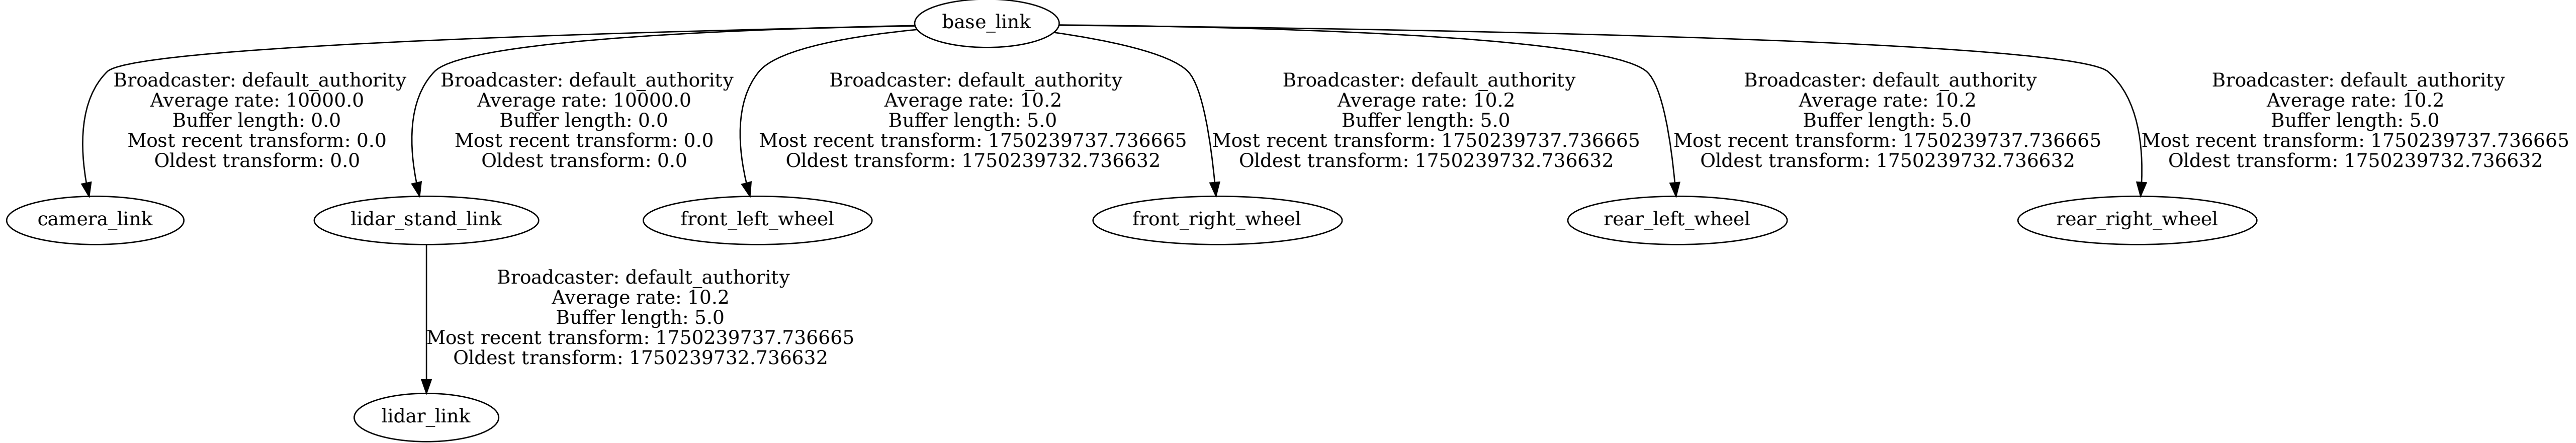 base_link
Broadcaster: default_authority
Average rate: 10000.0
Buffer length: 0.0
Most recent transform: 0.0
Oldest transform: 0.0
Broadcaster: default_authority
Average rate: 10000.0
Buffer length: 0.0
Most recent transform: 0.0
Oldest transform: 0.0
Broadcaster: default_authority
Average rate: 10.2
Buffer length: 5.0
Most recent transform: 1750239737.736665
Oldest transform: 1750239732.736632
Broadcaster: default_authority
Average rate: 10.2
Buffer length: 5.0
Most recent transform: 1750239737.736665
Oldest transform: 1750239732.736632
Broadcaster: default_authority
Average rate: 10.2
Buffer length: 5.0
Most recent transform: 1750239737.736665
Oldest transform: 1750239732.736632
Broadcaster: default_authority
Average rate: 10.2
Buffer length: 5.0
Most recent transform: 1750239737.736665
Oldest transform: 1750239732.736632
camera_link
lidar_stand_link
front_left_wheel
front_right_wheel
rear_left_wheel
rear_right_wheel
Broadcaster: default_authority
Average rate: 10.2
Buffer length: 5.0
Most recent transform: 1750239737.736665
Oldest transform: 1750239732.736632
lidar_link